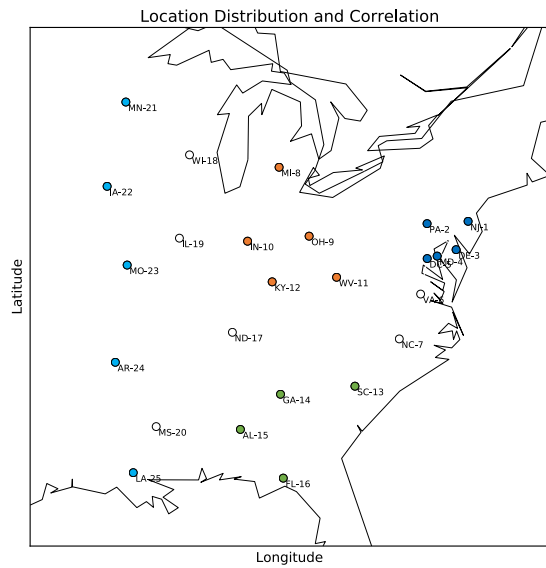 Location Distribution and Correlation
MN-21
WI-18
MI-8
IA-22
PA-2
NJ-1
IL-19
IN-10
OH-9
DE-3
MD-4
MO-23
KY-12
WV-11
VA-6
ND-17
NC-7
AR-24
SC-13
GA-14
MS-20
AL-15
LA-25
FL-16
Latitude
Longitude